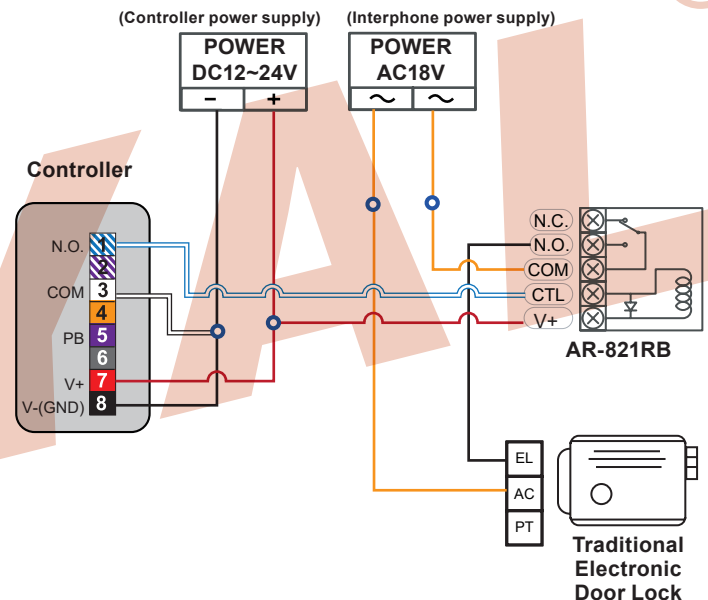 (Controller power supply)
(Interphone power supply)
POWER
DC12~24V
− +
POWER
AC18V
~ ~
Controller
N.O. 1
2
COM 3
4
PB 5
6
V+ 7
V-(GND) 8
N.C.
N.O.
COM
CTL
V+
AR-821RB
EL
AC
PT
Traditional
Electronic
Door Lock